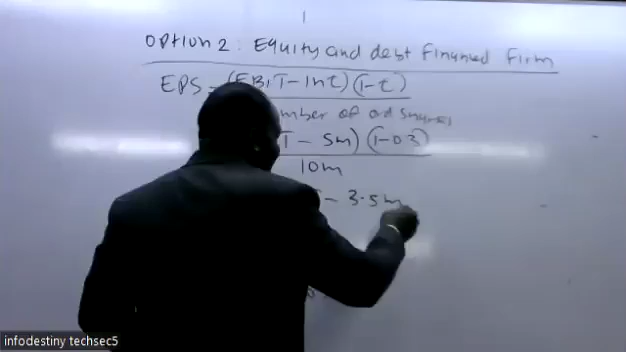 1
Option 2: Equity and debt financed firm
EPS = (EBIT - Int)(1-t)
mber of ord shares
T - 5m)(1-0.3)
10m
- 3.5m
infodestiny techsec5